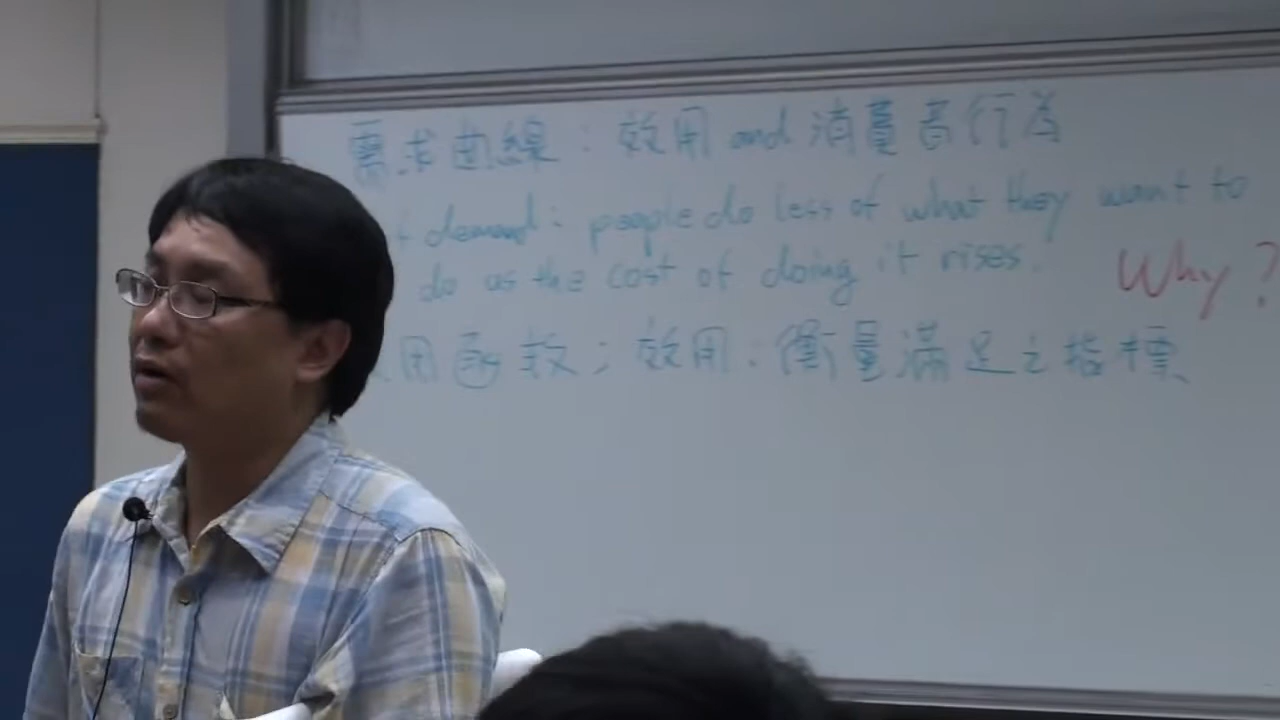 需求曲線：效用 and 消費者行為
f demand: people do less of what they want to
do as the cost of doing it rises. Why?
用函数；效用：衡量滿足之指標